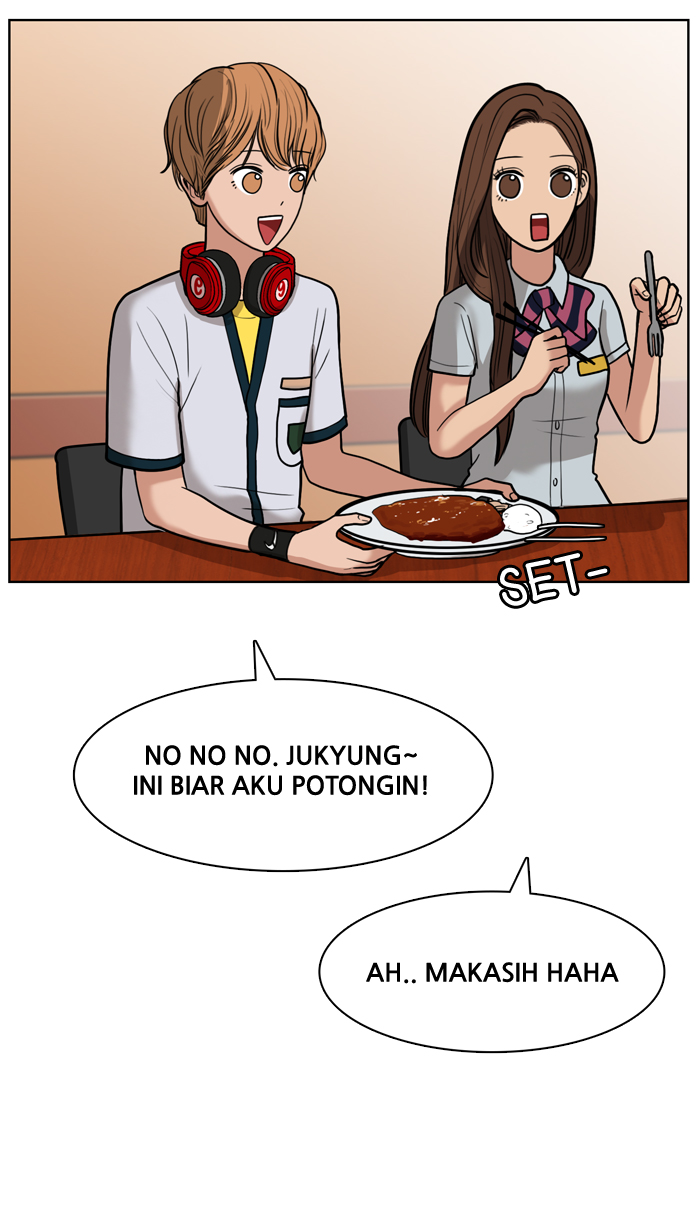 SET-
NO NO NO. JUKYUNG~
INI BIAR AKU POTONGIN!
AH.. MAKASIH HAHA